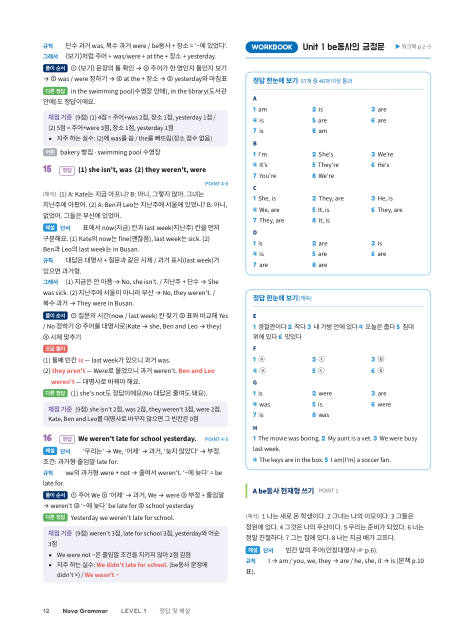 규칙 단수 과거 was, 복수 과거 were / be동사 + 장소 = '~에 있었다'.
그래서 (보기)처럼 주어 + was/were + at the + 장소 + yesterday.
풀이 순서 ① (보기) 문장의 틀 확인 → ② 주어가 한 명인지 둘인지 보기
→ ③ was / were 정하기 → ④ at the + 장소 → ⑤ yesterday와 마침표
다른 정답 in the swimming pool(수영장 안에), in the library(도서관
안에)도 정답이에요.
채점 기준 (9점) (1) 4점 = 주어+was 2점, 장소 1점, yesterday 1점 /
(2) 5점 = 주어+were 3점, 장소 1점, yesterday 1점
• 자주 하는 실수: (2)에 was를 씀 / the를 빠뜨림(장소 점수 없음)
어휘 bakery 빵집 · swimming pool 수영장
15 정답 (1) she isn't, was (2) they weren't, were
POINT 4·5
[해석] (1) A: Kate는 지금 아프니? B: 아니, 그렇지 않아. 그녀는
지난주에 아팠어. (2) A: Ben과 Leo는 지난주에 서울에 있었니? B: 아니,
없었어. 그들은 부산에 있었어.
해설 단서 표에서 now(지금) 칸과 last week(지난주) 칸을 먼저
구분해요. (1) Kate의 now는 fine(괜찮음), last week는 sick. (2)
Ben과 Leo의 last week는 in Busan.
규칙 대답은 대명사 + 질문과 같은 시제 / 과거 표시(last week)가
있으면 과거형.
그래서 (1) 지금은 안 아픔 → No, she isn't. / 지난주 + 단수 → She
was sick. (2) 지난주에 서울이 아니라 부산 → No, they weren't. /
복수 과거 → They were in Busan.
풀이 순서 ① 질문의 시간(now / last week) 칸 찾기 ② 표와 비교해 Yes
/ No 정하기 ③ 주어를 대명사로(Kate → she, Ben and Leo → they)
④ 시제 맞추기
오답 풀이
(1) 둘째 빈칸 is — last week가 있으니 과거 was.
(2) they aren't — Were로 물었으니 과거 weren't. Ben and Leo
weren't — 대명사로 바꿔야 해요.
다른 정답 (1) she's not도 정답이에요(No 대답은 줄여도 돼요).
채점 기준 (9점) she isn't 2점, was 2점, they weren't 3점, were 2점.
Kate, Ben and Leo를 대명사로 바꾸지 않으면 그 빈칸은 0점
16 정답 We weren't late for school yesterday. POINT 4·5
해설 단서 '우리는' → We, '어제' → 과거, '늦지 않았다' → 부정.
조건: 과거형·줄임말·late for.
규칙 we의 과거형 were + not → 줄여서 weren't. '~에 늦다' = be
late for.
풀이 순서 ① 주어 We ② '어제' → 과거, We → were ③ 부정 + 줄임말
→ weren't ④ '~에 늦다' be late for ⑤ school yesterday
다른 정답 Yesterday we weren't late for school.
채점 기준 (9점) weren't 3점, late for school 3점, yesterday와 어순
3점
• We were not ~은 줄임말 조건을 지키지 않아 2점 감점
• 자주 하는 실수: We didn't late for school. (be동사 문장에
didn't ×) / We wasn't ~
12 Nova Grammar LEVEL 1 정답 및 해설
WORKBOOK Unit 1 be동사의 긍정문 ▶ 워크북 p.2~5
정답 한눈에 보기 57개 중 46개 이상 통과
A
1 am 2 is 3 are
4 is 5 are 6 are
7 is 8 am
B
1 I'm 2 She's 3 We're
4 It's 5 They're 6 He's
7 You're 8 We're
C
1 She, is 2 They, are 3 He, is
4 We, are 5 It, is 6 They, are
7 They, are 8 It, is
D
1 is 2 are 3 is
4 is 5 are 6 are
7 are 8 are
정답 한눈에 보기(계속)
E
1 경찰관이다 2 작다 3 내 가방 안에 있다 4 오늘은 춥다 5 침대
위에 있다 6 맛있다
F
1 ⓐ 2 ⓒ 3 ⓑ
4 ⓐ 5 ⓒ 6 ⓑ
G
1 is 2 were 3 are
4 was 5 is 6 were
7 is 8 was
H
1 The movie was boring. 2 My aunt is a vet. 3 We were busy
last week.
4 The keys are in the box. 5 I am[I'm] a soccer fan.
A be동사 현재형 쓰기 POINT 1
[해석] 1 나는 새로 온 학생이다. 2 그녀는 나의 이모이다. 3 그들은
정원에 있다. 4 그것은 나의 우산이다. 5 우리는 준비가 되었다. 6 너는
정말 친절하다. 7 그는 집에 있다. 8 나는 지금 배가 고프다.
해설 단서 빈칸 앞의 주어(인칭대명사 ☞ p.6).
규칙 I → am / you, we, they → are / he, she, it → is (본책 p.10
표).